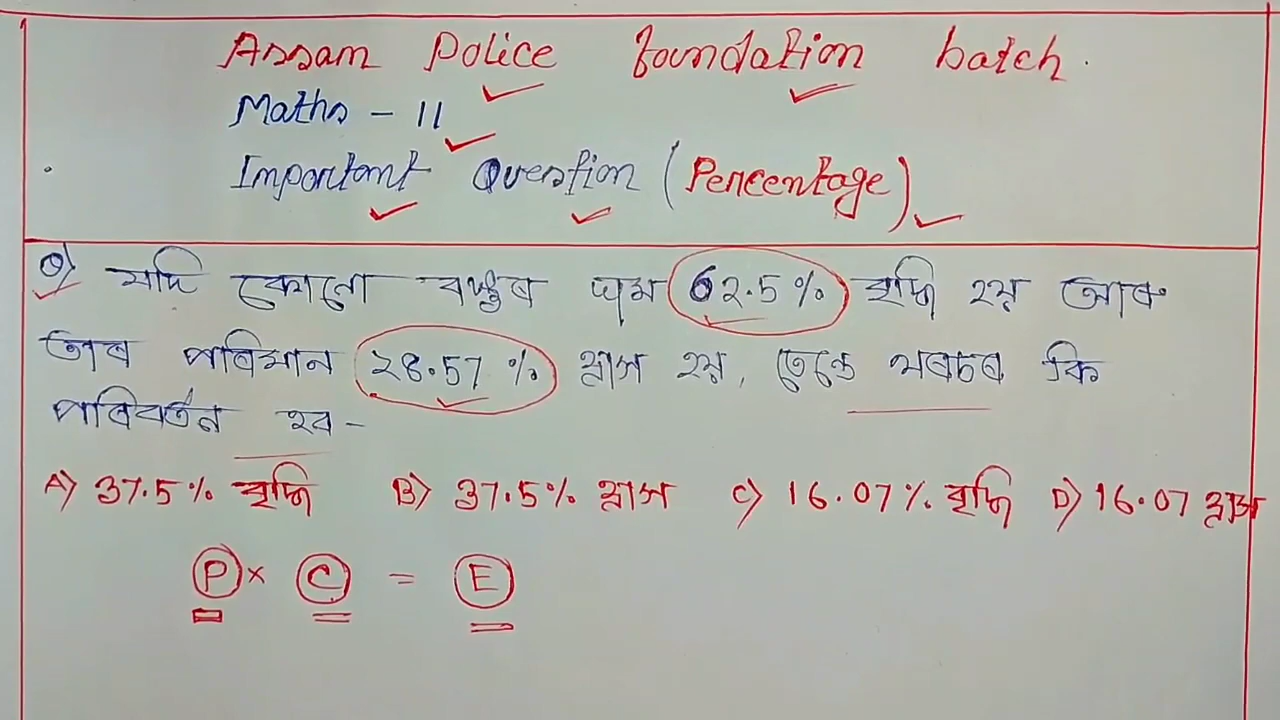 Assam Police foundation batch.
Maths - 11
Important Question (Percentage)
Q) যদি কোনো বস্তুৰ দাম 62.5% বৃদ্ধি হয় আৰু
তাৰ পৰিমান 28.57% হ্রাস হয়, তেন্তে খৰচৰ কি
পৰিবৰ্তন হব -
A) 37.5% বৃদ্ধি B) 37.5% হ্রাস C) 16.07% বৃদ্ধি D) 16.07 হ্রাস
P × C = E